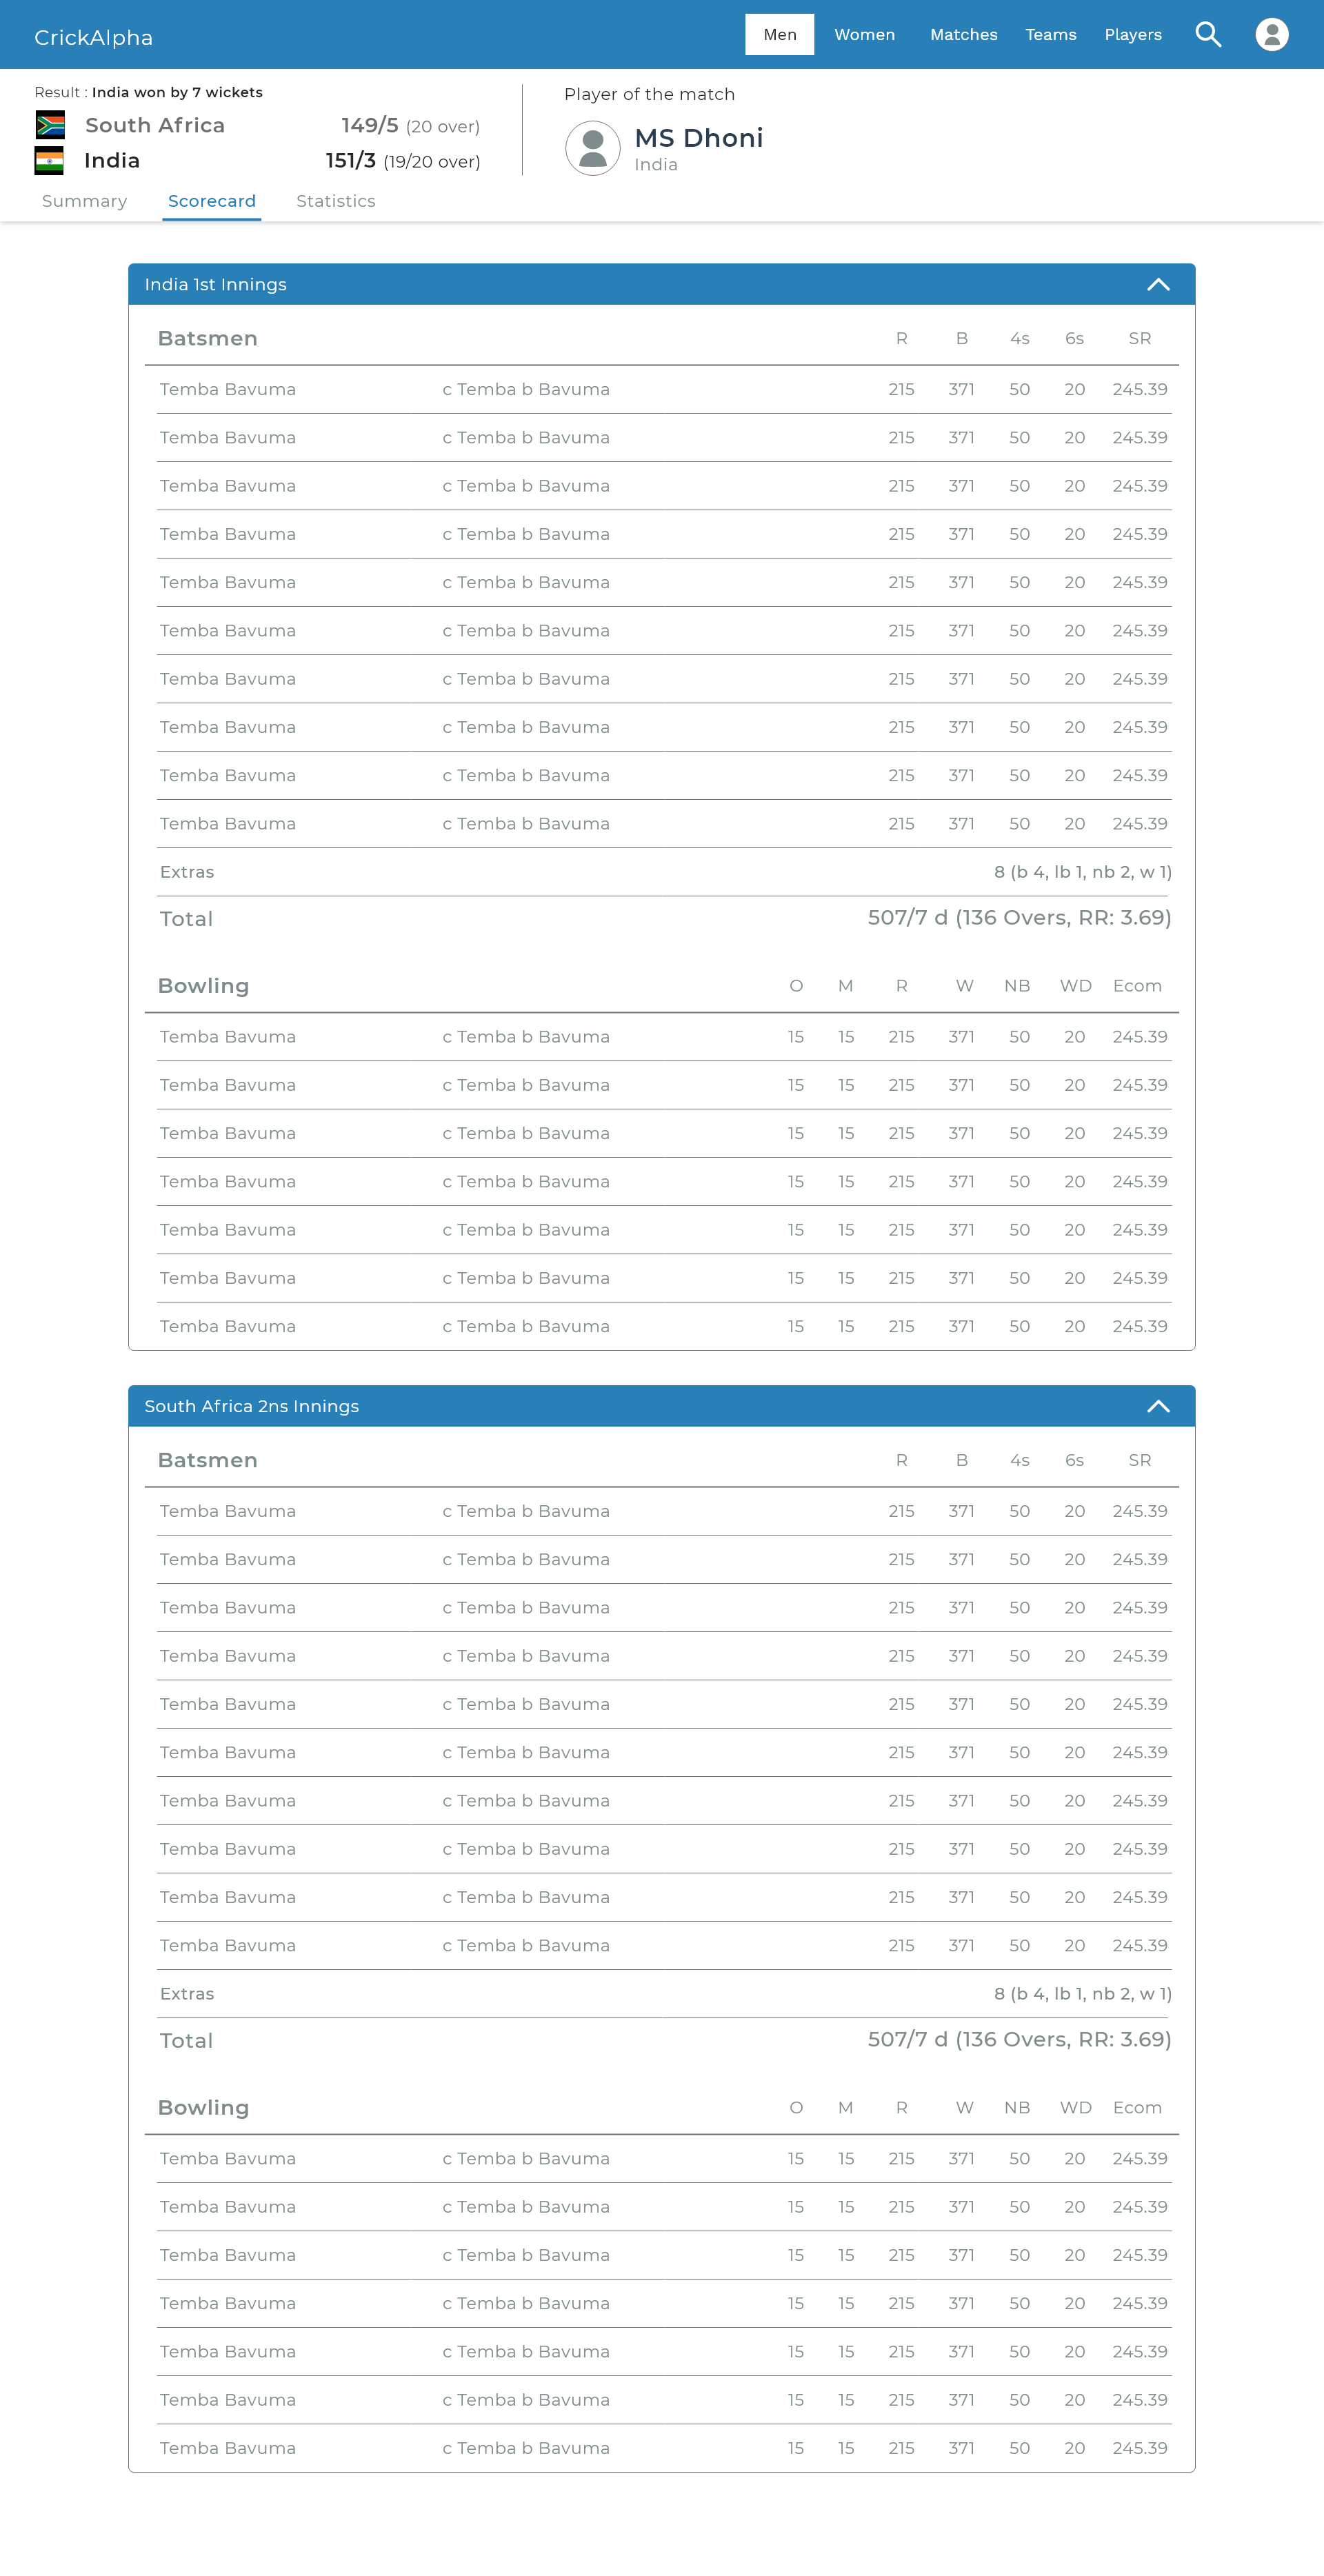 CrickAlpha Men Women Matches Teams Players
Result : India won by 7 wickets
South Africa 149/5 (20 over)
India 151/3 (19/20 over)
Player of the match
MS Dhoni
India
Summary Scorecard Statistics
India 1st Innings
Batsmen R B 4s 6s SR
Temba Bavuma c Temba b Bavuma 215 371 50 20 245.39
Temba Bavuma c Temba b Bavuma 215 371 50 20 245.39
Temba Bavuma c Temba b Bavuma 215 371 50 20 245.39
Temba Bavuma c Temba b Bavuma 215 371 50 20 245.39
Temba Bavuma c Temba b Bavuma 215 371 50 20 245.39
Temba Bavuma c Temba b Bavuma 215 371 50 20 245.39
Temba Bavuma c Temba b Bavuma 215 371 50 20 245.39
Temba Bavuma c Temba b Bavuma 215 371 50 20 245.39
Temba Bavuma c Temba b Bavuma 215 371 50 20 245.39
Temba Bavuma c Temba b Bavuma 215 371 50 20 245.39
Extras 8 (b 4, lb 1, nb 2, w 1)
Total 507/7 d (136 Overs, RR: 3.69)
Bowling O M R W NB WD Ecom
Temba Bavuma c Temba b Bavuma 15 15 215 371 50 20 245.39
Temba Bavuma c Temba b Bavuma 15 15 215 371 50 20 245.39
Temba Bavuma c Temba b Bavuma 15 15 215 371 50 20 245.39
Temba Bavuma c Temba b Bavuma 15 15 215 371 50 20 245.39
Temba Bavuma c Temba b Bavuma 15 15 215 371 50 20 245.39
Temba Bavuma c Temba b Bavuma 15 15 215 371 50 20 245.39
Temba Bavuma c Temba b Bavuma 15 15 215 371 50 20 245.39
South Africa 2ns Innings
Batsmen R B 4s 6s SR
Temba Bavuma c Temba b Bavuma 215 371 50 20 245.39
Temba Bavuma c Temba b Bavuma 215 371 50 20 245.39
Temba Bavuma c Temba b Bavuma 215 371 50 20 245.39
Temba Bavuma c Temba b Bavuma 215 371 50 20 245.39
Temba Bavuma c Temba b Bavuma 215 371 50 20 245.39
Temba Bavuma c Temba b Bavuma 215 371 50 20 245.39
Temba Bavuma c Temba b Bavuma 215 371 50 20 245.39
Temba Bavuma c Temba b Bavuma 215 371 50 20 245.39
Temba Bavuma c Temba b Bavuma 215 371 50 20 245.39
Temba Bavuma c Temba b Bavuma 215 371 50 20 245.39
Extras 8 (b 4, lb 1, nb 2, w 1)
Total 507/7 d (136 Overs, RR: 3.69)
Bowling O M R W NB WD Ecom
Temba Bavuma c Temba b Bavuma 15 15 215 371 50 20 245.39
Temba Bavuma c Temba b Bavuma 15 15 215 371 50 20 245.39
Temba Bavuma c Temba b Bavuma 15 15 215 371 50 20 245.39
Temba Bavuma c Temba b Bavuma 15 15 215 371 50 20 245.39
Temba Bavuma c Temba b Bavuma 15 15 215 371 50 20 245.39
Temba Bavuma c Temba b Bavuma 15 15 215 371 50 20 245.39
Temba Bavuma c Temba b Bavuma 15 15 215 371 50 20 245.39